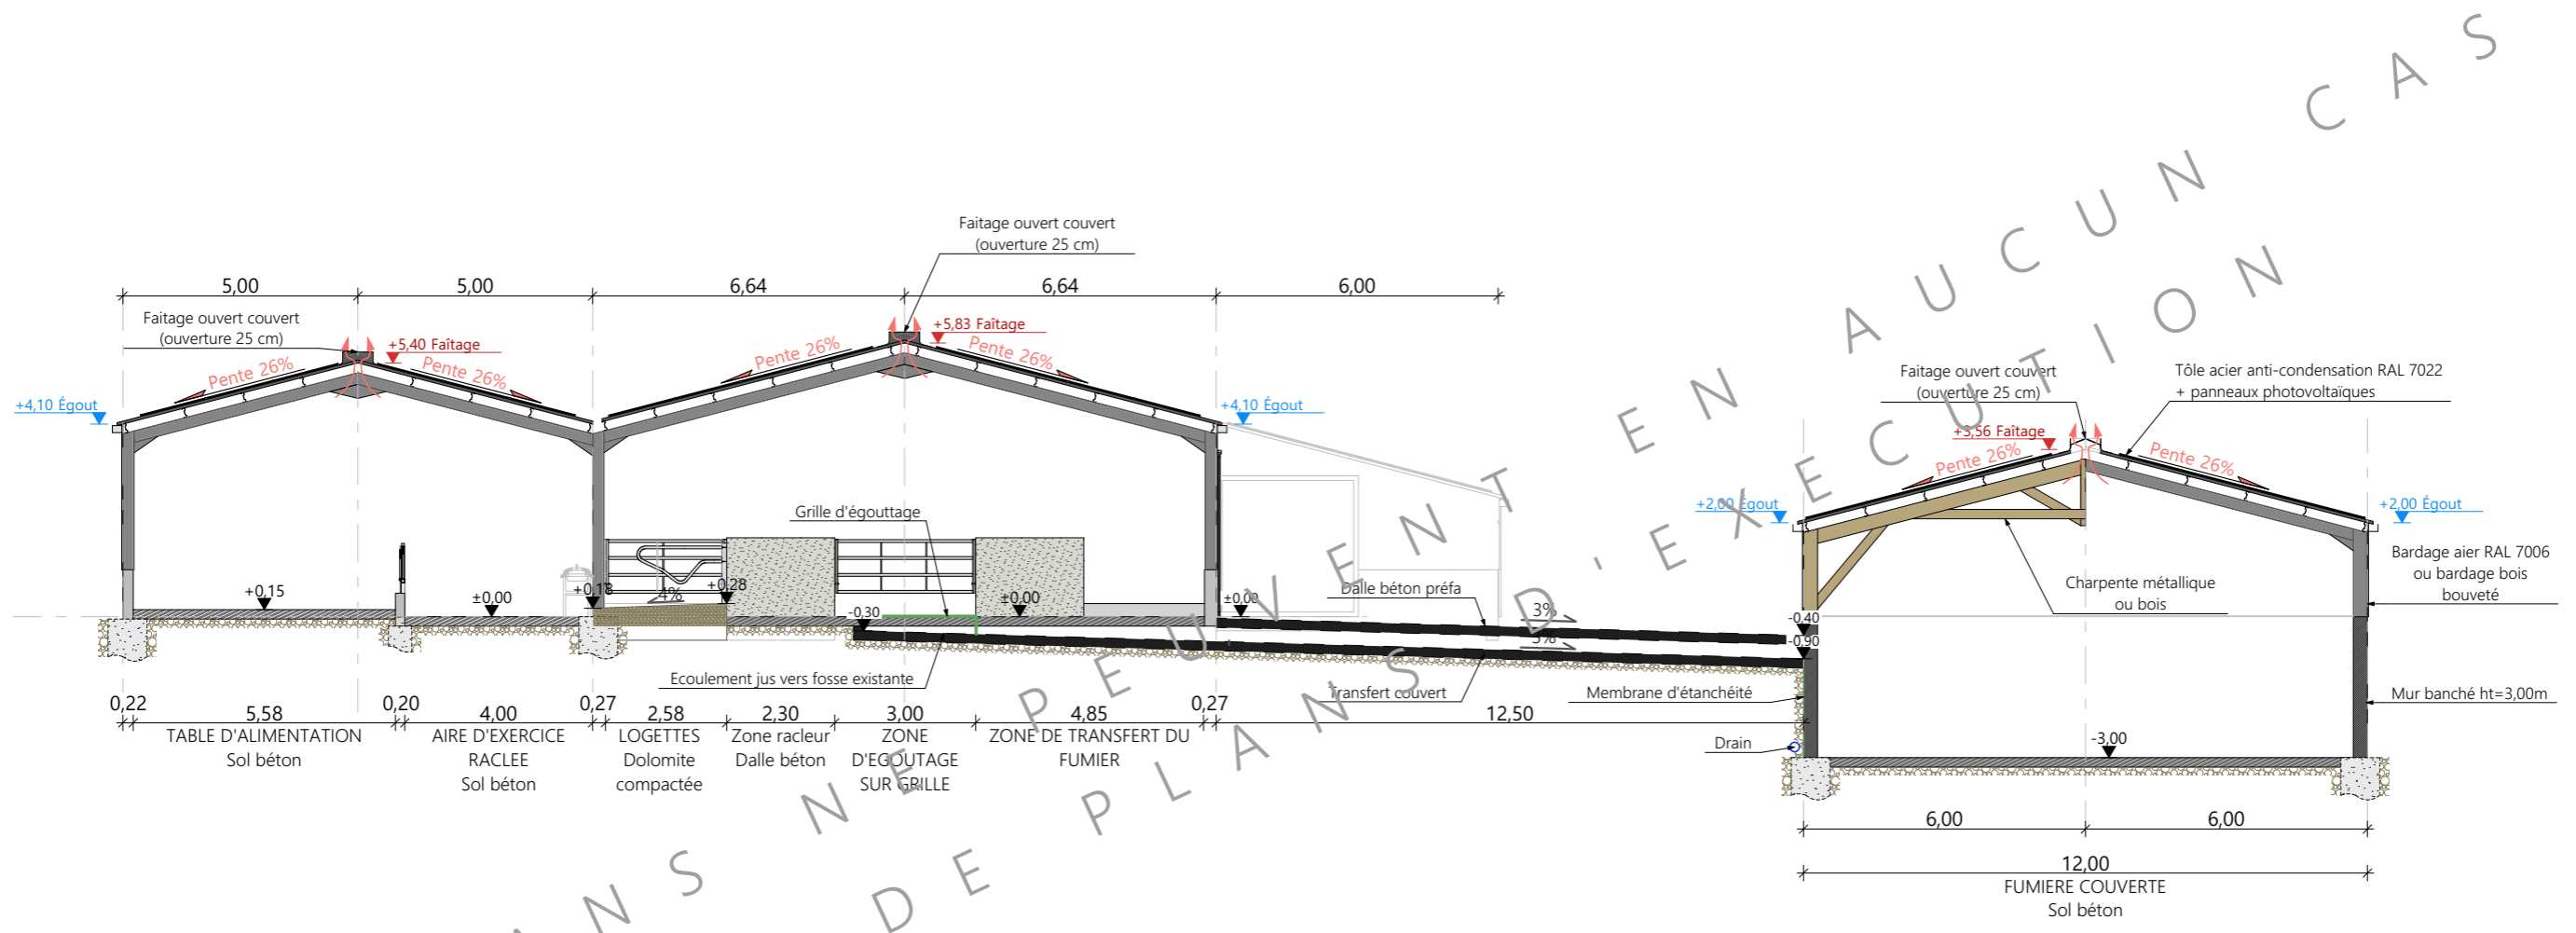 Faitage ouvert couvert
(ouverture 25 cm)
5,00
5,00
6,64
6,64
6,00
Faitage ouvert couvert
(ouverture 25 cm)
+5,40 Faîtage
+5,83 Faîtage
Pente 26%
Pente 26%
Pente 26%
Pente 26%
+4,10 Égout
+4,10 Égout
Faitage ouvert couvert
(ouverture 25 cm)
Tôle acier anti-condensation RAL 7022
+ panneaux photovoltaïques
+3,56 Faîtage
Pente 26%
Pente 26%
+2,00 Égout
+2,00 Égout
Grille d'égouttage
Bardage aier RAL 7006
ou bardage bois
bouveté
Charpente métallique
ou bois
Dalle béton préfa
+0,15
±0,00
+0,18
4%
+0,28
-0,30
±0,00
±0,00
3%
3%
-0,40
-0,90
Ecoulement jus vers fosse existante
Transfert couvert
Membrane d'étanchéité
Mur banché ht=3,00m
Drain
-3,00
0,22
5,58
0,20
4,00
0,27
2,58
2,30
3,00
4,85
0,27
12,50
TABLE D'ALIMENTATION
Sol béton
AIRE D'EXERCICE
RACLEE
Sol béton
LOGETTES
Dolomite
compactée
Zone racleur
Dalle béton
ZONE
D'EGOUTAGE
SUR GRILLE
ZONE DE TRANSFERT DU
FUMIER
6,00
6,00
12,00
FUMIERE COUVERTE
Sol béton
ANS NE PEUVENT EN AUCUN CAS
DE PLANS D'EXECUTION